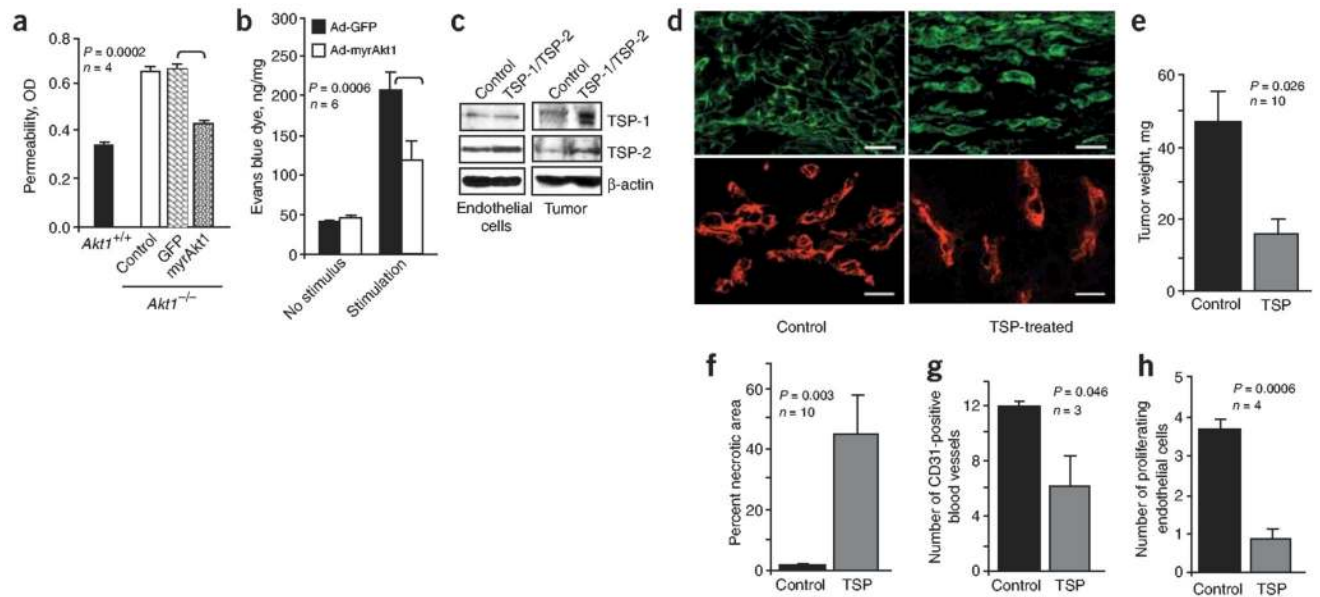 a
P = 0.0002
n = 4
Permeability, OD
0.8
0.6
0.4
0.2
0.0
Akt1+/+
Control
GFP
myrAkt1
Akt1–/–
b
Ad-GFP
Ad-myrAkt1
P = 0.0006
n = 6
Evans blue dye, ng/mg
300
250
200
150
100
50
0
No stimulus
Stimulation
c
Control
TSP-1/TSP-2
Control
TSP-1/TSP-2
TSP-1
TSP-2
β-actin
Endothelial
cells
Tumor
d
Control
TSP-treated
e
P = 0.026
n = 10
Tumor weight, mg
60
40
20
0
Control
TSP
f
P = 0.003
n = 10
Percent necrotic area
60
40
20
0
Control
TSP
g
P = 0.046
n = 3
Number of CD31-positive
blood vessels
12
9
6
3
0
Control
TSP
h
P = 0.0006
n = 4
Number of proliferating
endothelial cells
5
4
3
2
1
0
Control
TSP